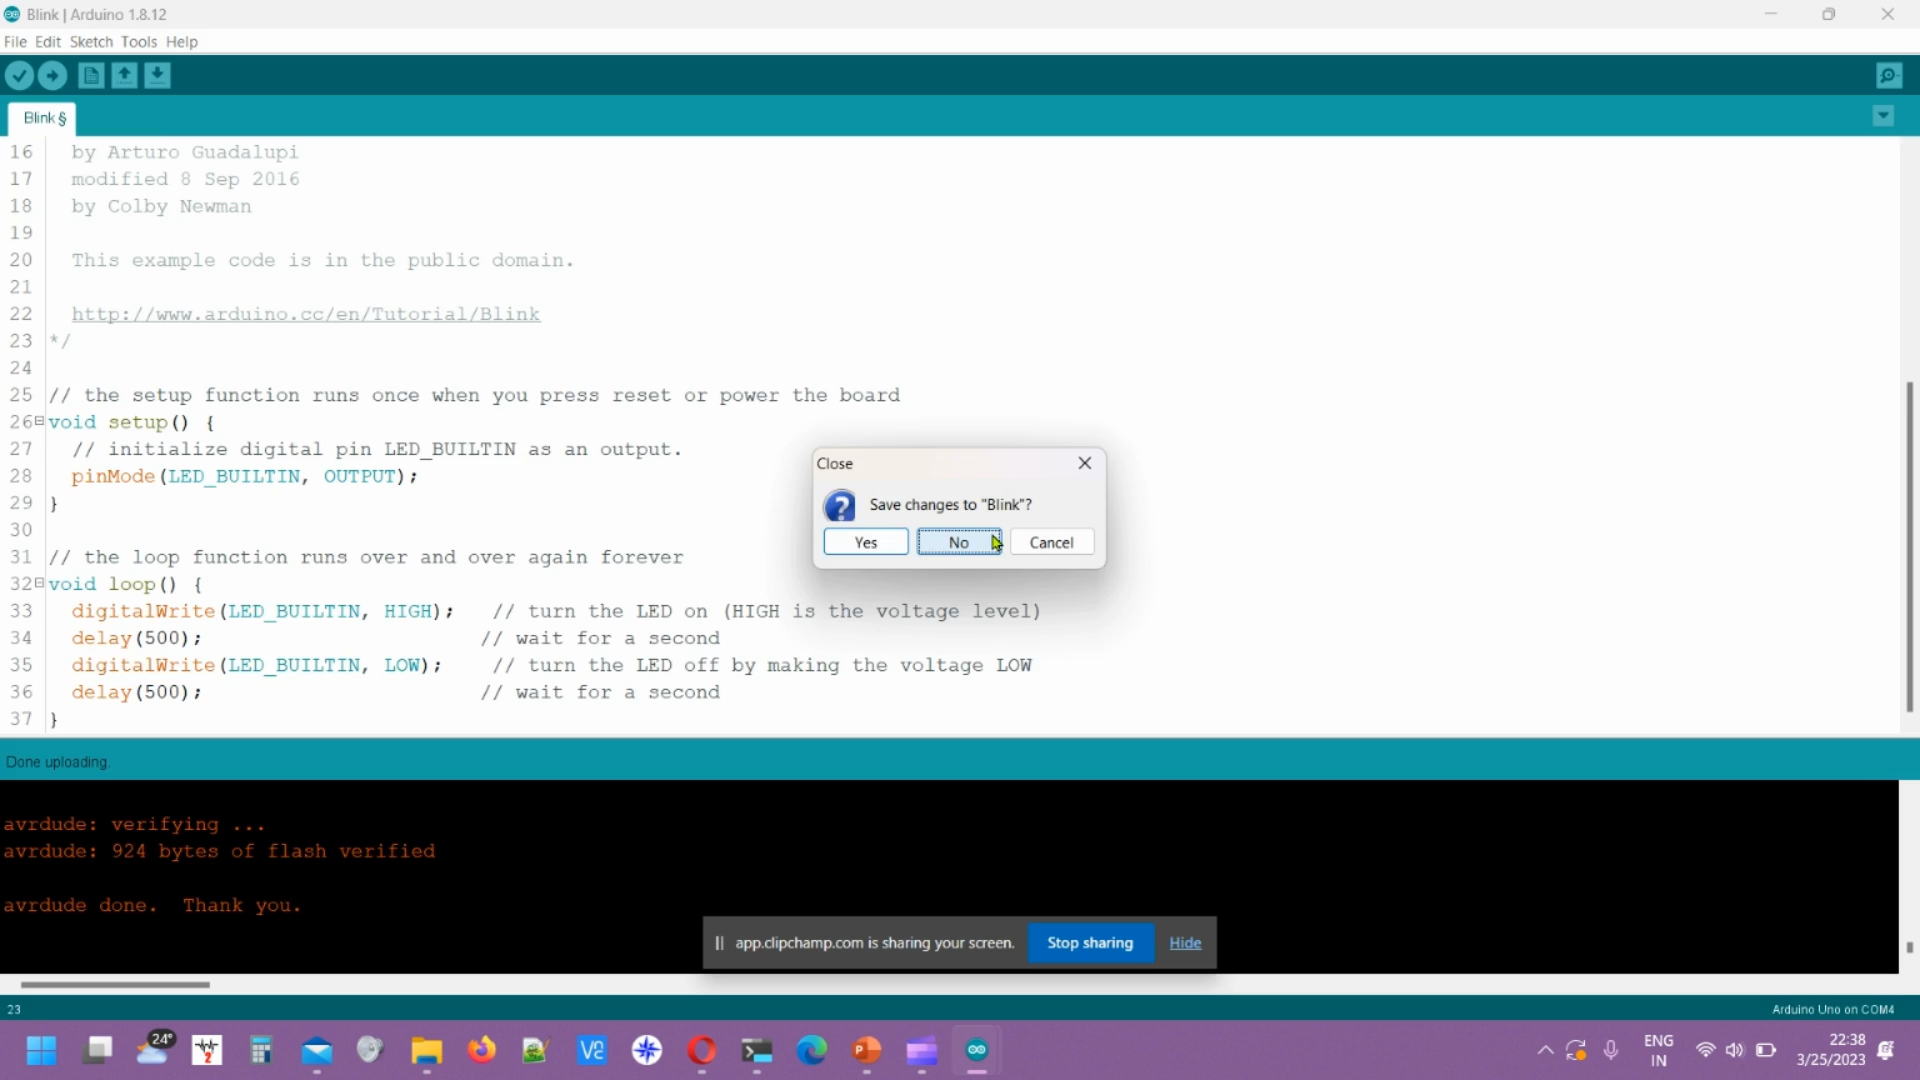 Blink | Arduino 1.8.12
File Edit Sketch Tools Help
Blink §
16 by Arturo Guadalupi
17 modified 8 Sep 2016
18 by Colby Newman
19
20 This example code is in the public domain.
21
22 http://www.arduino.cc/en/Tutorial/Blink
23 */
24
25 // the setup function runs once when you press reset or power the board
26 void setup() {
27 // initialize digital pin LED_BUILTIN as an output.
28 pinMode(LED_BUILTIN, OUTPUT);
29 }
30
31 // the loop function runs over and over again forever
32 void loop() {
33 digitalWrite(LED_BUILTIN, HIGH); // turn the LED on (HIGH is the voltage level)
34 delay(500); // wait for a second
35 digitalWrite(LED_BUILTIN, LOW); // turn the LED off by making the voltage LOW
36 delay(500); // wait for a second
37 }
Close
Save changes to "Blink"?
Yes No Cancel
Done uploading.
avrdude: verifying ...
avrdude: 924 bytes of flash verified
avrdude done. Thank you.
app.clipchamp.com is sharing your screen. Stop sharing Hide
23 Arduino Uno on COM4
24°
2
V2
P
ENG
IN
22:38
3/25/2023